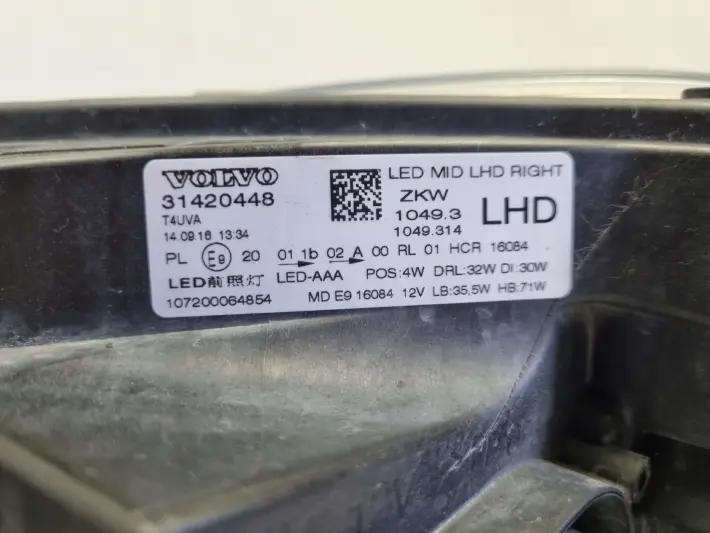 VOLVO
31420448
T4UVA
14.09.16 13:34
LED MID LHD RIGHT
ZKW
1049.3
1049.314
LHD
PL E9 20 01 1b 02 A 00 RL 01 HCR 16084
LED前照灯 LED-AAA POS:4W DRL:32W DI:30W
107200064854 MD E9 16084 12V LB:35,5W HB:71W